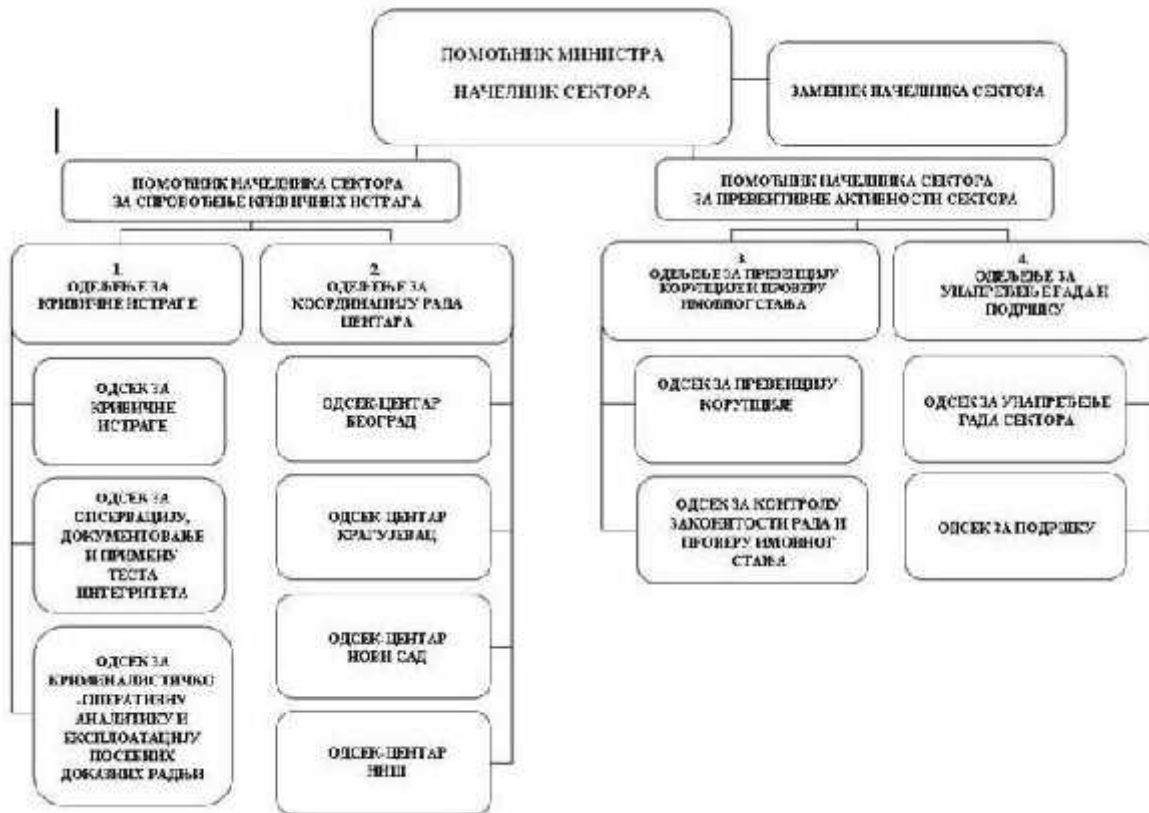 ПОМОЋНИК МИНИСТРА
НАЧЕЛНИК СЕКТОРА
ЗАМЕНИК НАЧЕЛНИКА СЕКТОРА
ПОМОЋНИК НАЧЕЛНИКА СЕКТОРА
ЗА СПРОВОЂЕЊЕ КРИВИЧНИХ ИСТРАГА
ПОМОЋНИК НАЧЕЛНИКА СЕКТОРА
ЗА ПРЕВЕНТИВНЕ АКТИВНОСТИ СЕКТОРА
1.
ОДЕЉЕЊЕ ЗА
КРИВИЧНЕ ИСТРАГЕ
2.
ОДЕЉЕЊЕ ЗА
КООРДИНАЦИЈУ РАДА
ЦЕНТАРА
3.
ОДЕЉЕЊЕ ЗА ПРЕВЕНЦИЈУ
КОРУПЦИЈЕ И ПРОВЕРУ
ИМОВНОГ СТАЊА
4.
ОДЕЉЕЊЕ ЗА
УНАПРЕЂЕЊЕ РАДА И
ПОДРШКУ
ОДСЕК ЗА
КРИВИЧНЕ
ИСТРАГЕ
ОДСЕК ЗА
ОПСЕРВАЦИЈУ,
ДОКУМЕНТОВАЊЕ
И ПРИМЕНУ
ТЕСТА
ИНТЕГРИТЕТА
ОДСЕК ЗА
КРИМИНАЛИСТИЧКО
-ОПЕРАТИВНУ
АНАЛИТИКУ И
ЕКСПЛОАТАЦИЈУ
ПОСЕБНИХ
ДОКАЗНИХ РАДЊИ
ОДСЕК-ЦЕНТАР
БЕОГРАД
ОДСЕК-ЦЕНТАР
КРАГУЈЕВАЦ
ОДСЕК-ЦЕНТАР
НОВИ САД
ОДСЕК-ЦЕНТАР
НИШ
ОДСЕК ЗА ПРЕВЕНЦИЈУ
КОРУПЦИЈЕ
ОДСЕК ЗА КОНТРОЛУ
ЗАКОНИТОСТИ РАДА И
ПРОВЕРУ ИМОВНОГ
СТАЊА
ОДСЕК ЗА УНАПРЕЂЕЊЕ
РАДА СЕКТОРА
ОДСЕК ЗА ПОДРШКУ